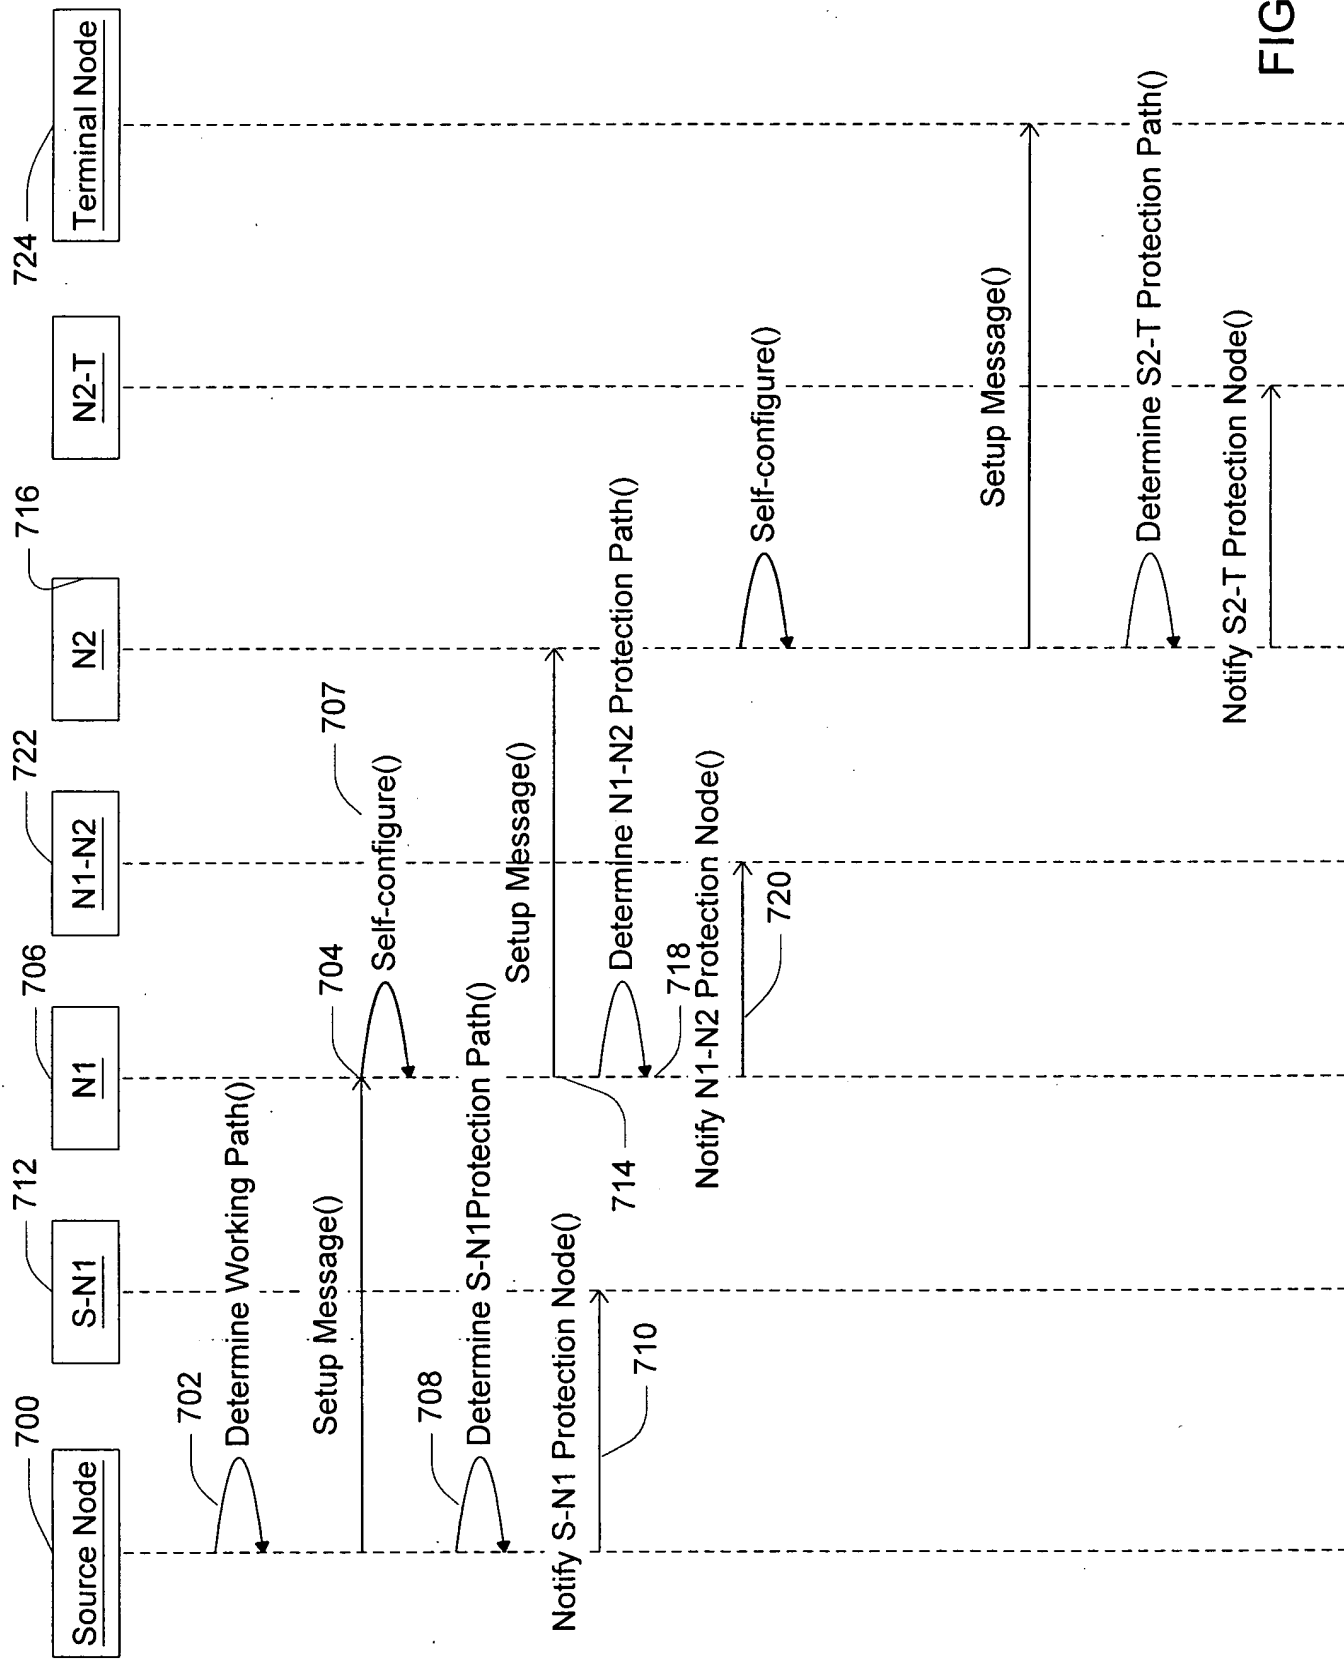 700
712
706
722
716
724
Source Node
S-N1
N1
N1-N2
N2
N2-T
Terminal Node
702
Determine Working Path()
Setup Message()
704
707
Self-configure()
708
Determine S-N1Protection Path()
Setup Message()
Notify S-N1 Protection Node()
710
714
Determine N1-N2 Protection Path()
718
Notify N1-N2 Protection Node()
720
Self-configure()
Setup Message()
Determine S2-T Protection Path()
Notify S2-T Protection Node()
FIG